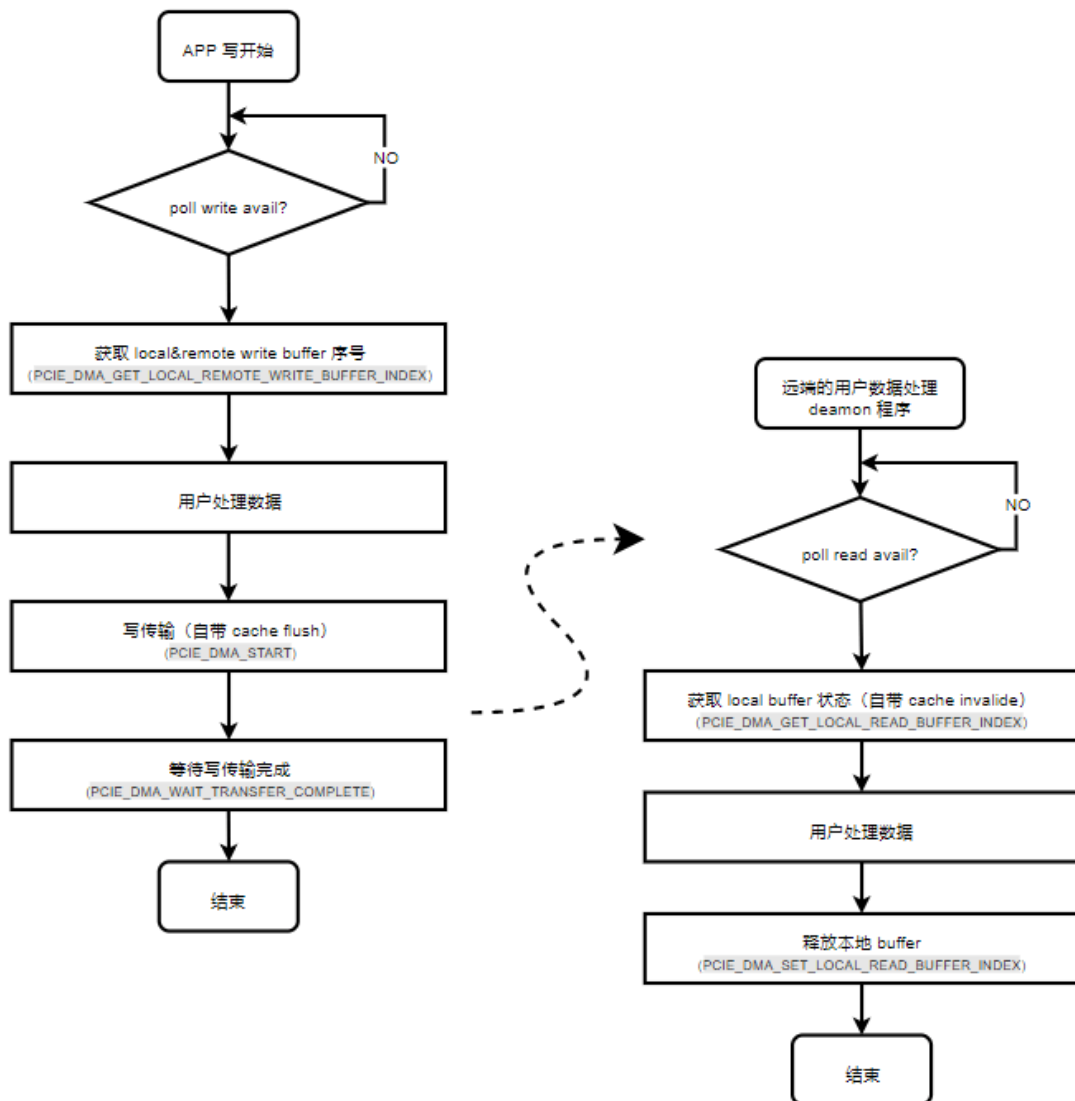 APP 写开始
NO
poll write avail?
获取 local&remote write buffer 序号
(PCIE_DMA_GET_LOCAL_REMOTE_WRITE_BUFFER_INDEX)
用户处理数据
写传输（自带 cache flush）
(PCIE_DMA_START)
等待写传输完成
(PCIE_DMA_WAIT_TRANSFER_COMPLETE)
结束
远端的用户数据处理
deamon 程序
NO
poll read avail?
获取 local buffer 状态（自带 cache invalide）
(PCIE_DMA_GET_LOCAL_READ_BUFFER_INDEX)
用户处理数据
释放本地 buffer
(PCIE_DMA_SET_LOCAL_READ_BUFFER_INDEX)
结束